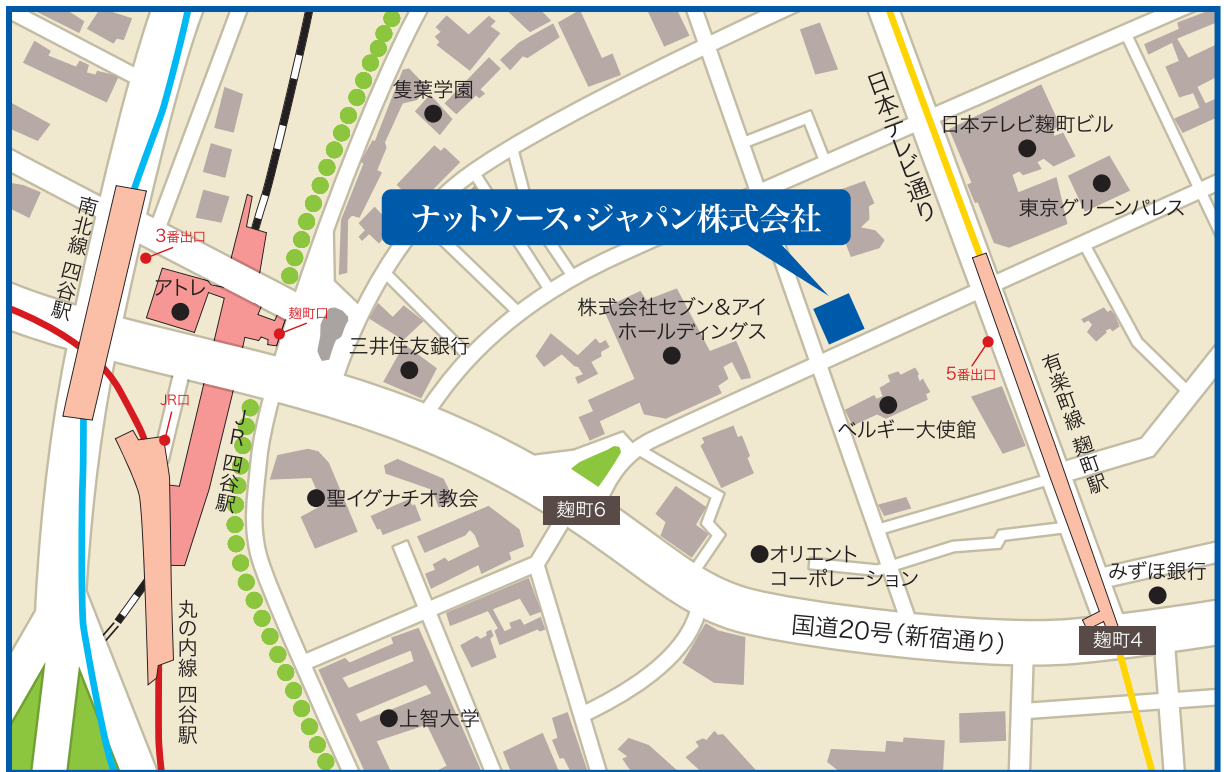 隻葉学園
日本テレビ通り
日本テレビ麹町ビル
東京グリーンパレス
ナットソース・ジャパン株式会社
南北線 四谷駅
3番出口
アトレ
麹町口
三井住友銀行
株式会社セブン&アイ
ホールディングス
5番出口
有楽町線 麹町駅
JR口
JR 四谷駅
ベルギー大使館
聖イグナチオ教会
麹町6
オリエント
コーポレーション
みずほ銀行
国道20号(新宿通り)
麹町4
丸の内線 四谷駅
上智大学